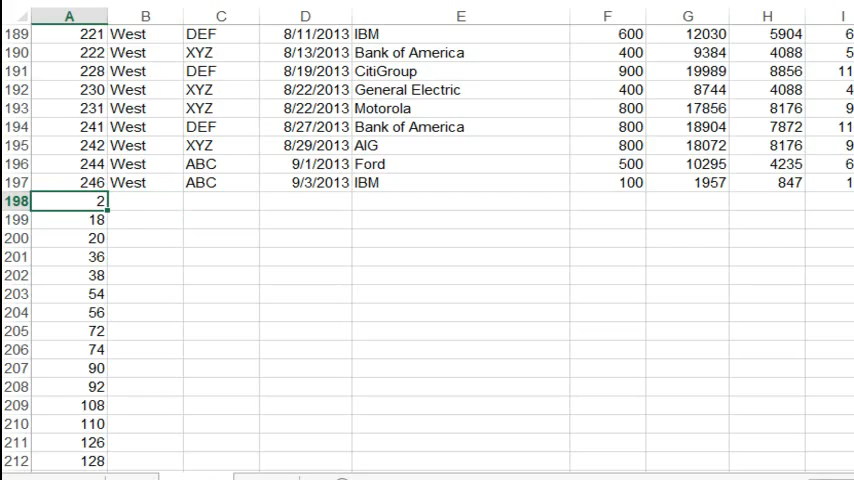 A B C D E F G H I
189 221 West DEF 8/11/2013 IBM 600 12030 5904 6
190 222 West XYZ 8/13/2013 Bank of America 400 9384 4088 5
191 228 West DEF 8/19/2013 CitiGroup 900 19989 8856 11
192 230 West XYZ 8/22/2013 General Electric 400 8744 4088 4
193 231 West XYZ 8/22/2013 Motorola 800 17856 8176 9
194 241 West DEF 8/27/2013 Bank of America 800 18904 7872 11
195 242 West XYZ 8/29/2013 AIG 800 18072 8176 9
196 244 West ABC 9/1/2013 Ford 500 10295 4235 6
197 246 West ABC 9/3/2013 IBM 100 1957 847 1
198 2
199 18
200 20
201 36
202 38
203 54
204 56
205 72
206 74
207 90
208 92
209 108
210 110
211 126
212 128